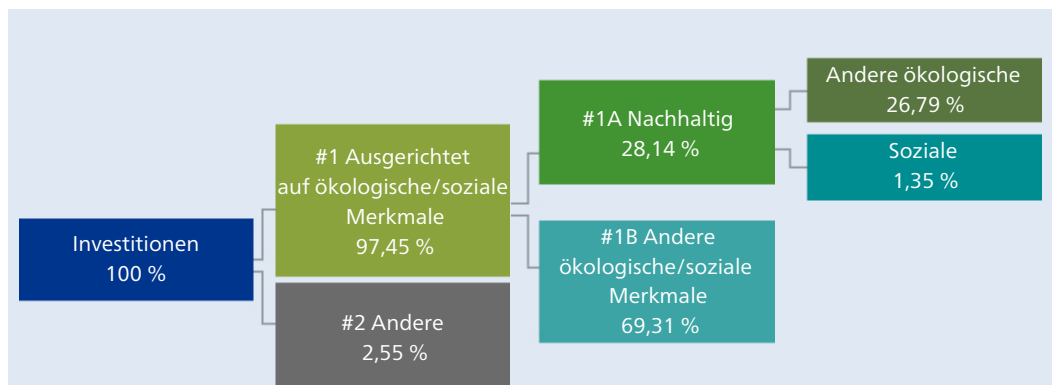 Investitionen
100 %
#1 Ausgerichtet
auf ökologische/soziale
Merkmale
97,45 %
#2 Andere
2,55 %
#1A Nachhaltig
28,14 %
#1B Andere
ökologische/soziale
Merkmale
69,31 %
Andere ökologische
26,79 %
Soziale
1,35 %